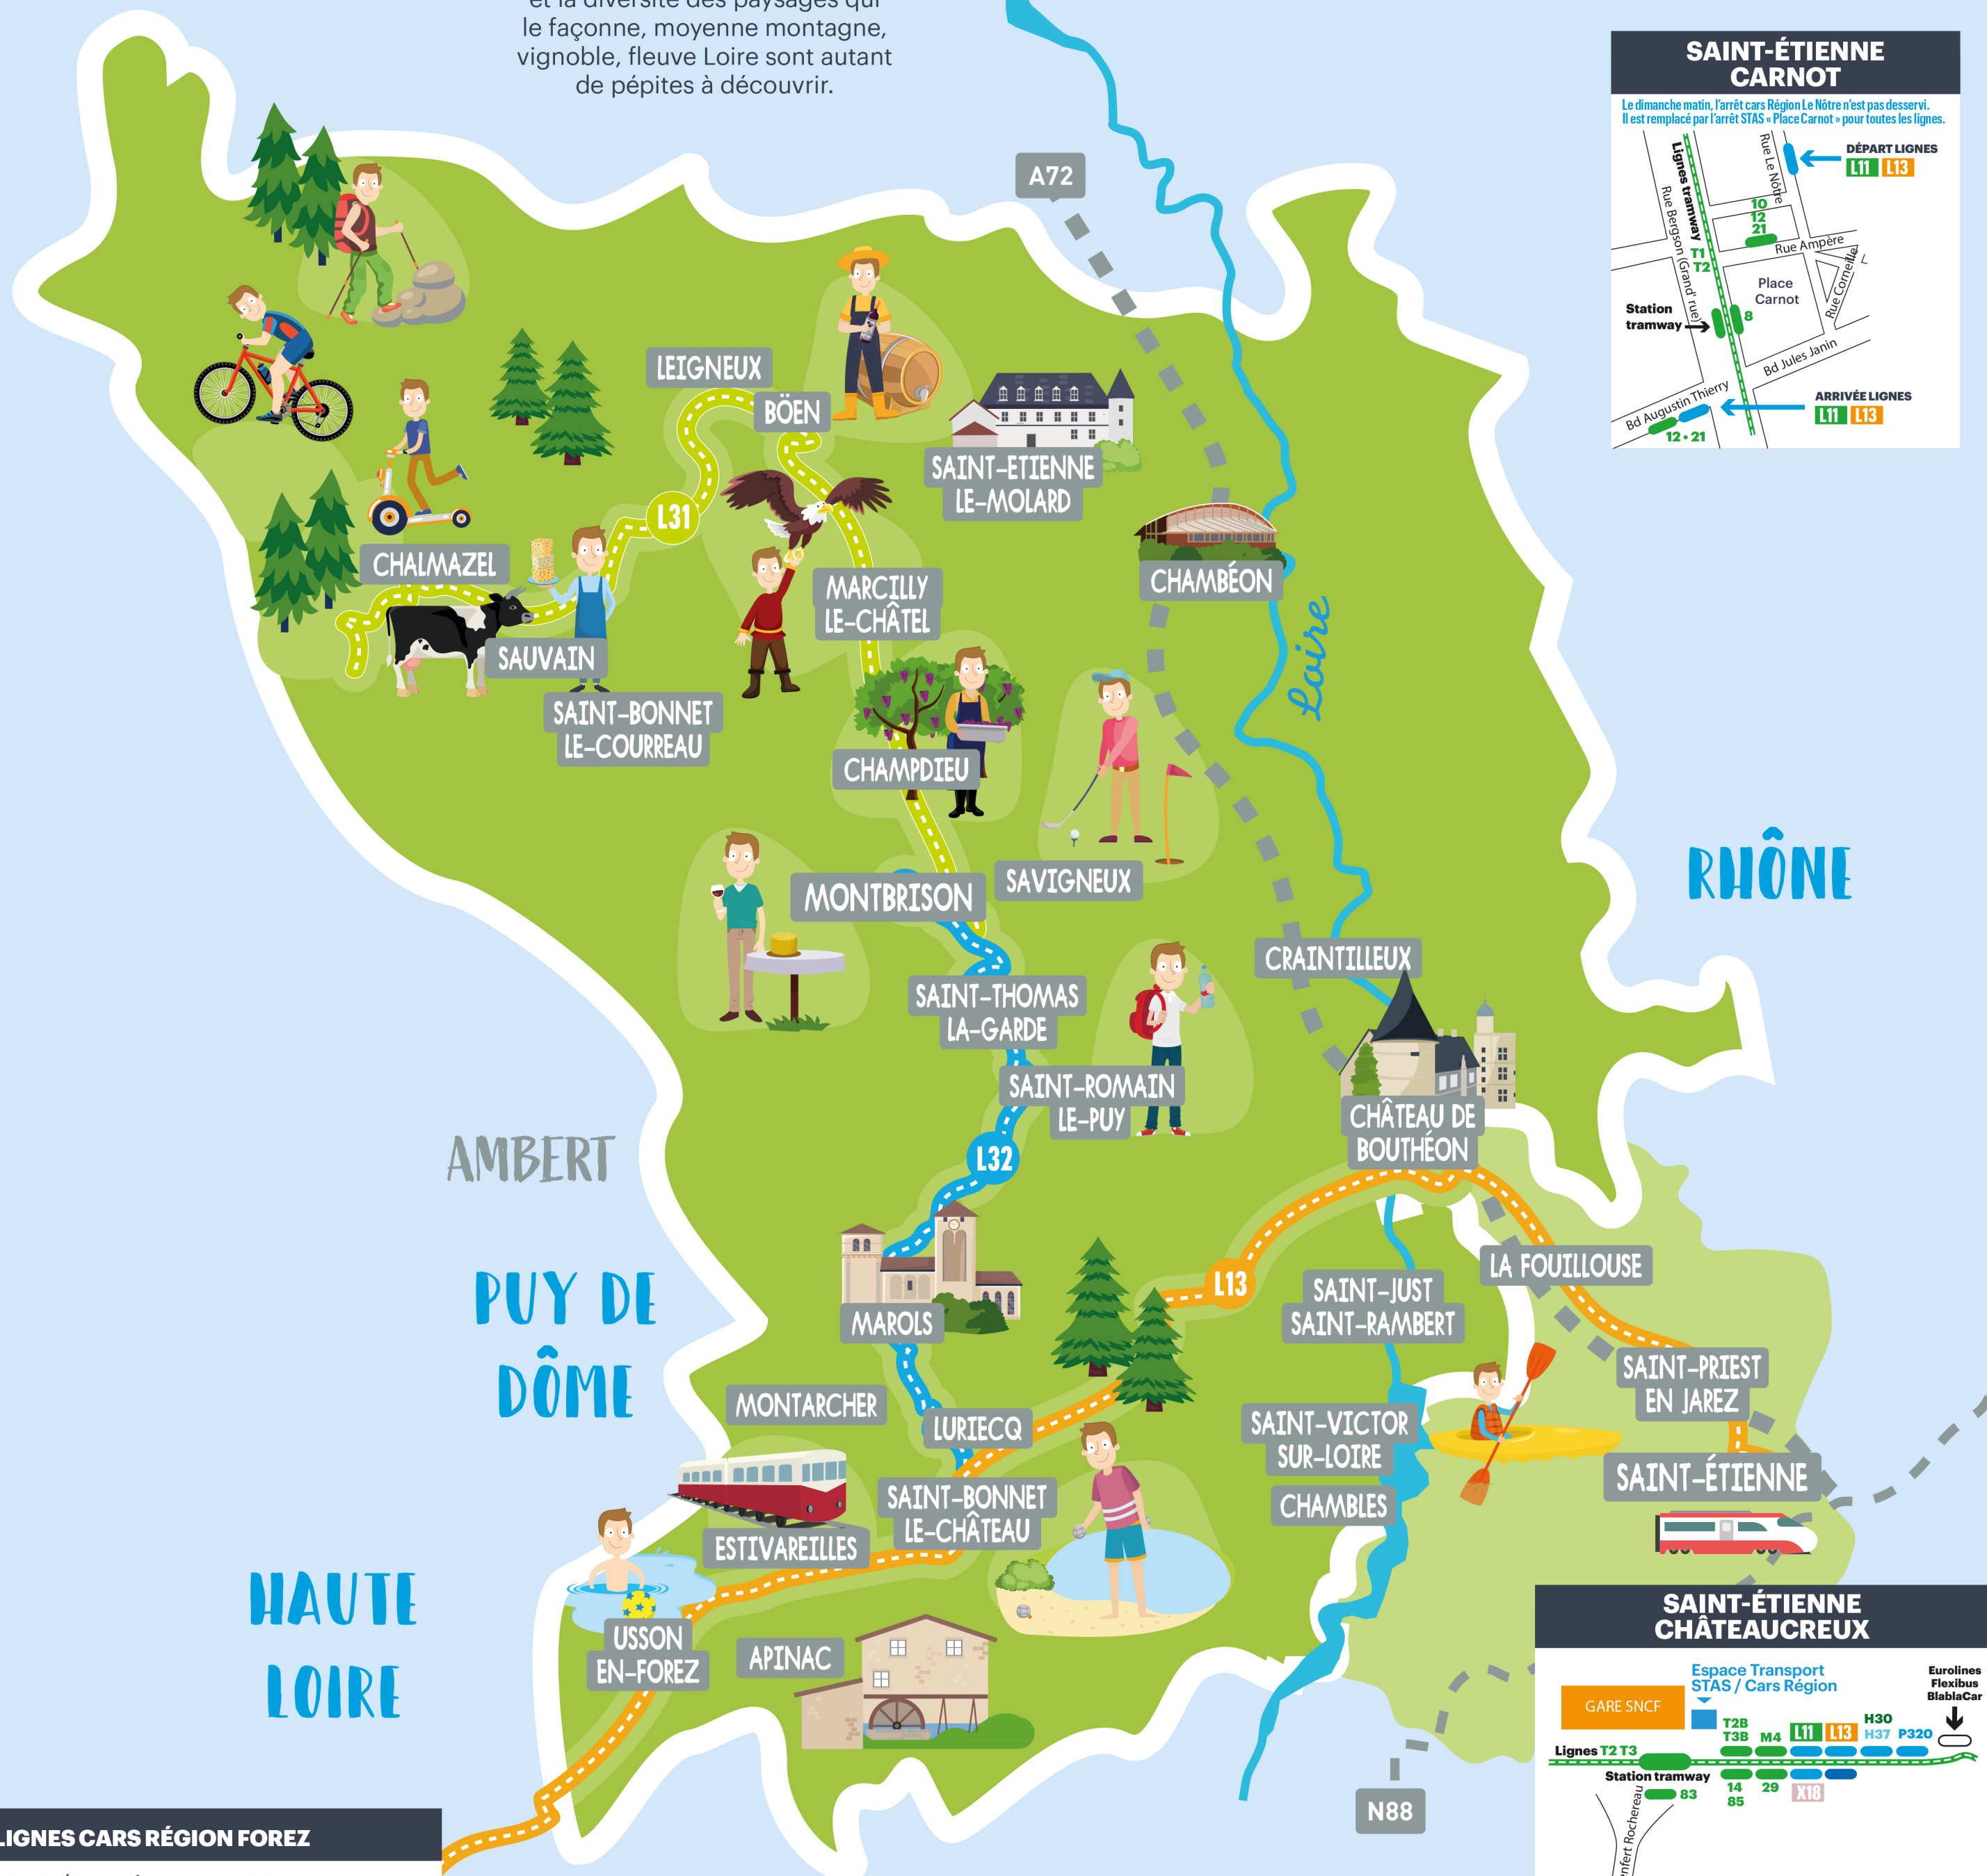 et la diversité des paysages qui
le façonne, moyenne montagne,
vignoble, fleuve Loire sont autant
de pépites à découvrir.
A72
SAINT-ÉTIENNE
CARNOT
Le dimanche matin, l'arrêt cars Région Le Nôtre n'est pas desservi.
Il est remplacé par l'arrêt STAS « Place Carnot » pour toutes les lignes.
Lignes tramway
T1
T2
Rue Bergson (Grand' rue)
Rue Le Nôtre
DÉPART LIGNES
L11 L13
10
12
21
Rue Ampère
Rue Corneille
Place
Carnot
Station
tramway
8
Bd Jules Janin
Bd Augustin Thierry
12 • 21
ARRIVÉE LIGNES
L11 L13
LEIGNEUX
BÖEN
SAINT-ETIENNE
LE-MOLARD
L31
CHALMAZEL
SAUVAIN
SAINT-BONNET
LE-COURREAU
MARCILLY
LE-CHÂTEL
CHAMBÉON
Loire
CHAMPDIEU
MONTBRISON
SAVIGNEUX
RHÔNE
CRAINTILLEUX
SAINT-THOMAS
LA-GARDE
SAINT-ROMAIN
LE-PUY
CHÂTEAU DE
BOUTHÉON
AMBERT
L32
PUY DE
DÔME
MAROLS
L13
SAINT-JUST
SAINT-RAMBERT
LA FOUILLOUSE
SAINT-PRIEST
EN JAREZ
MONTARCHER
LURIECQ
SAINT-VICTOR
SUR-LOIRE
CHAMBLES
SAINT-ÉTIENNE
SAINT-BONNET
LE-CHÂTEAU
ESTIVAREILLES
HAUTE
LOIRE
USSON
EN-FOREZ
APINAC
N88
SAINT-ÉTIENNE
CHÂTEAUCREUX
GARE SNCF
Espace Transport
STAS / Cars Région
Eurolines
Flexibus
BlablaCar
T2B
T3B
M4
L11
L13
H30
H37
P320
Lignes T2 T3
Station tramway
83
14
85
29
X18
nfert Rochereau
LIGNES CARS RÉGION FOREZ